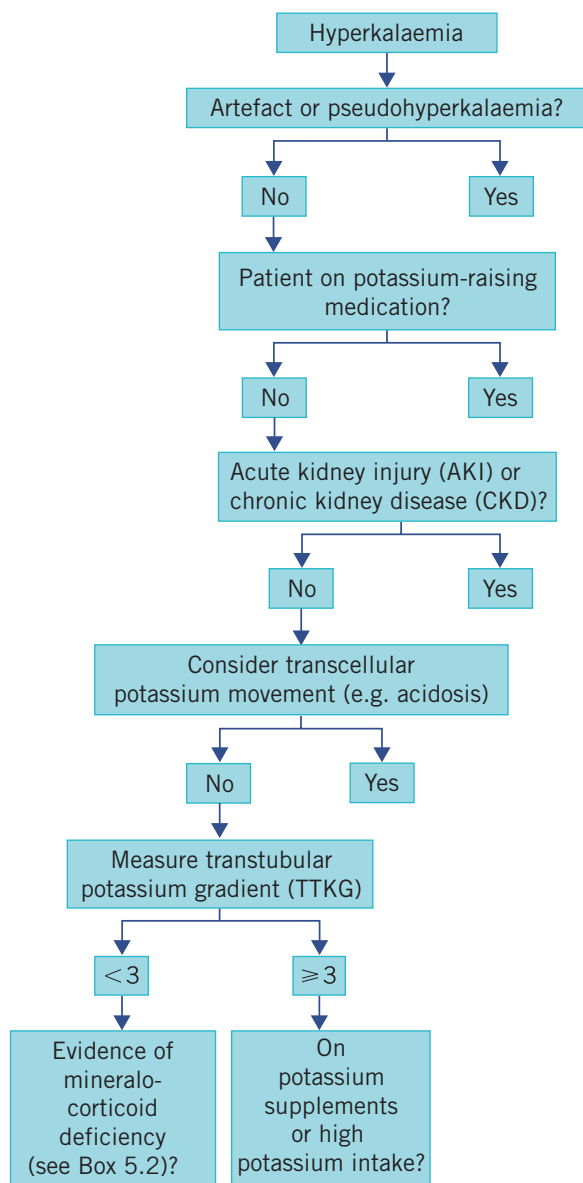 Hyperkalaemia
Artefact or pseudohyperkalaemia?
No
Yes
Patient on potassium-raising
medication?
No
Yes
Acute kidney injury (AKI) or
chronic kidney disease (CKD)?
No
Yes
Consider transcellular
potassium movement (e.g. acidosis)
No
Yes
Measure transtubular
potassium gradient (TTKG)
<3
⩾3
Evidence of
mineralo-
corticoid
deficiency
(see Box 5.2)?
On
potassium
supplements
or high
potassium intake?